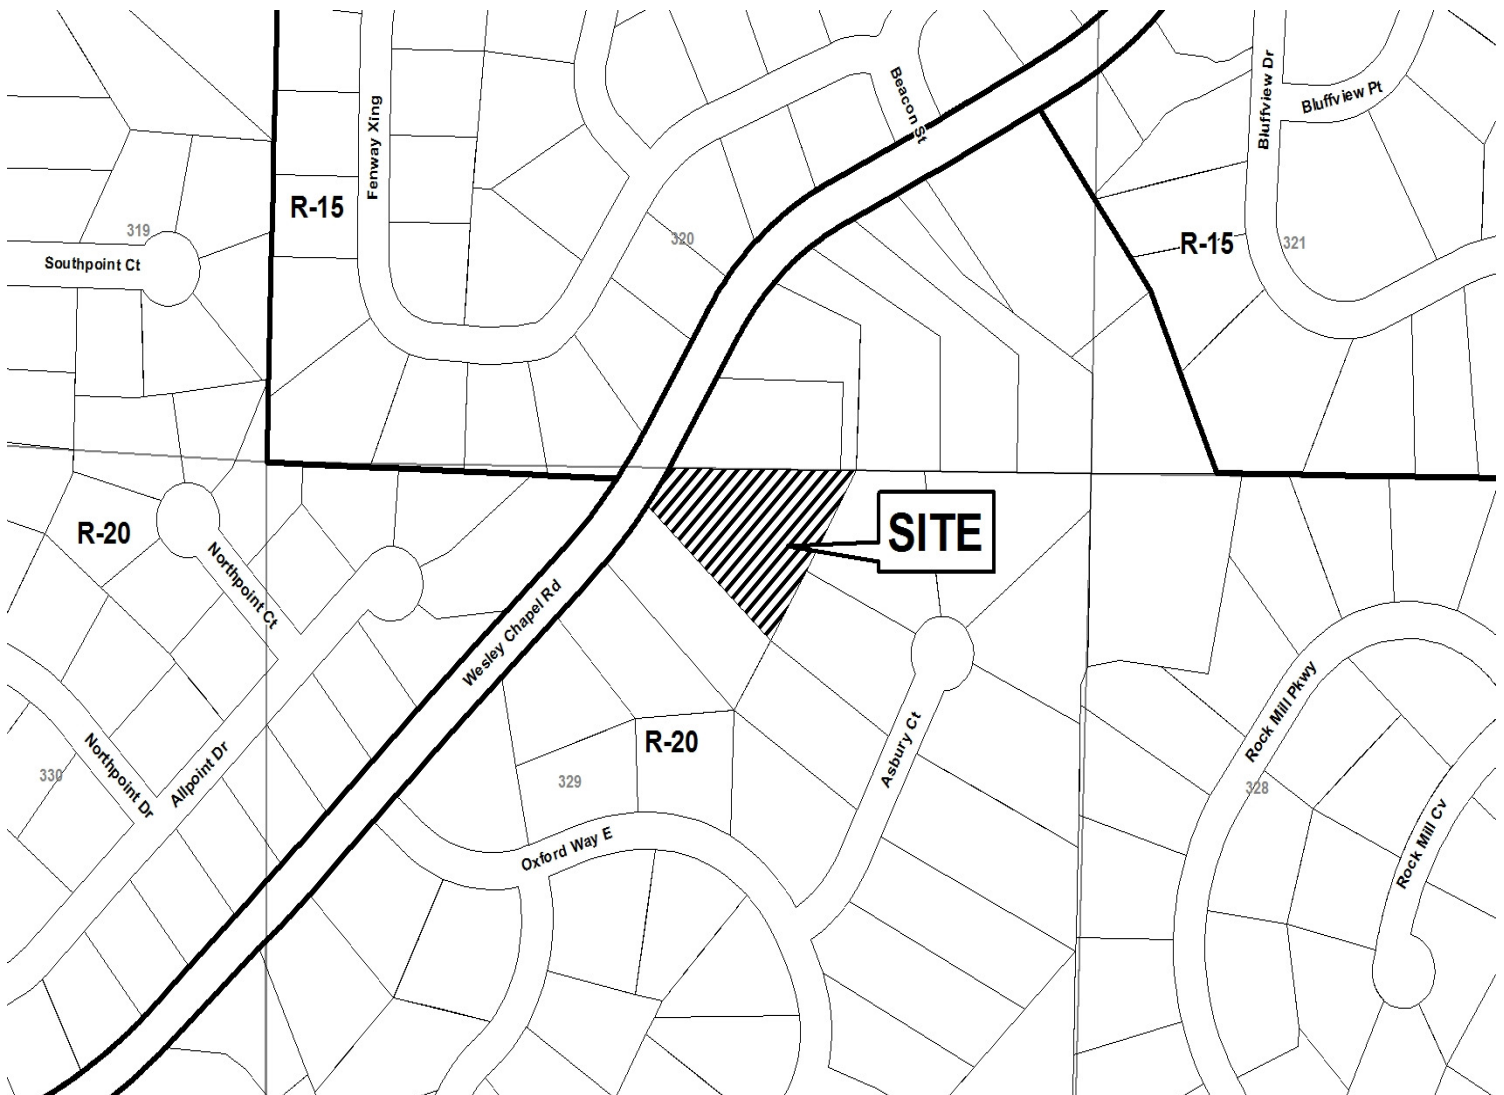 Beacon St
Bluffview Dr
Bluffview Pt
Fenway Xing
R-15
319
320
R-15
321
Southpoint Ct
R-20
SITE
Northpoint Ct
Wesley Chapel Rd
Rock Mill Pkwy
R-20
Asbury Ct
Northpoint Dr
Allpoint Dr
330
329
328
Oxford Way E
Rock Mill Cv